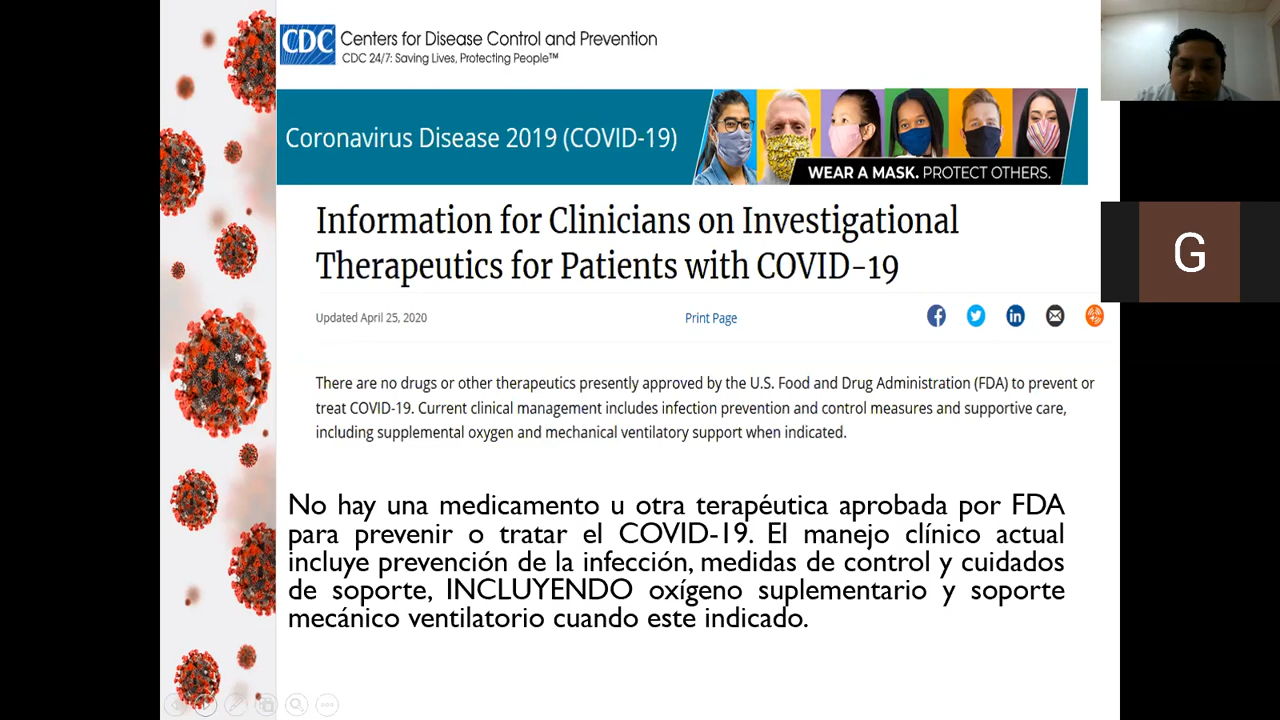 CDC Centers for Disease Control and Prevention
CDC 24/7: Saving Lives, Protecting People™
Coronavirus Disease 2019 (COVID-19)
WEAR A MASK. PROTECT OTHERS.
Information for Clinicians on Investigational
Therapeutics for Patients with COVID-19
Updated April 25, 2020
Print Page
There are no drugs or other therapeutics presently approved by the U.S. Food and Drug Administration (FDA) to prevent or
treat COVID-19. Current clinical management includes infection prevention and control measures and supportive care,
including supplemental oxygen and mechanical ventilatory support when indicated.
No hay una medicamento u otra terapéutica aprobada por FDA
para prevenir o tratar el COVID-19. El manejo clínico actual
incluye prevención de la infección, medidas de control y cuidados
de soporte, INCLUYENDO oxígeno suplementario y soporte
mecánico ventilatorio cuando este indicado.
G